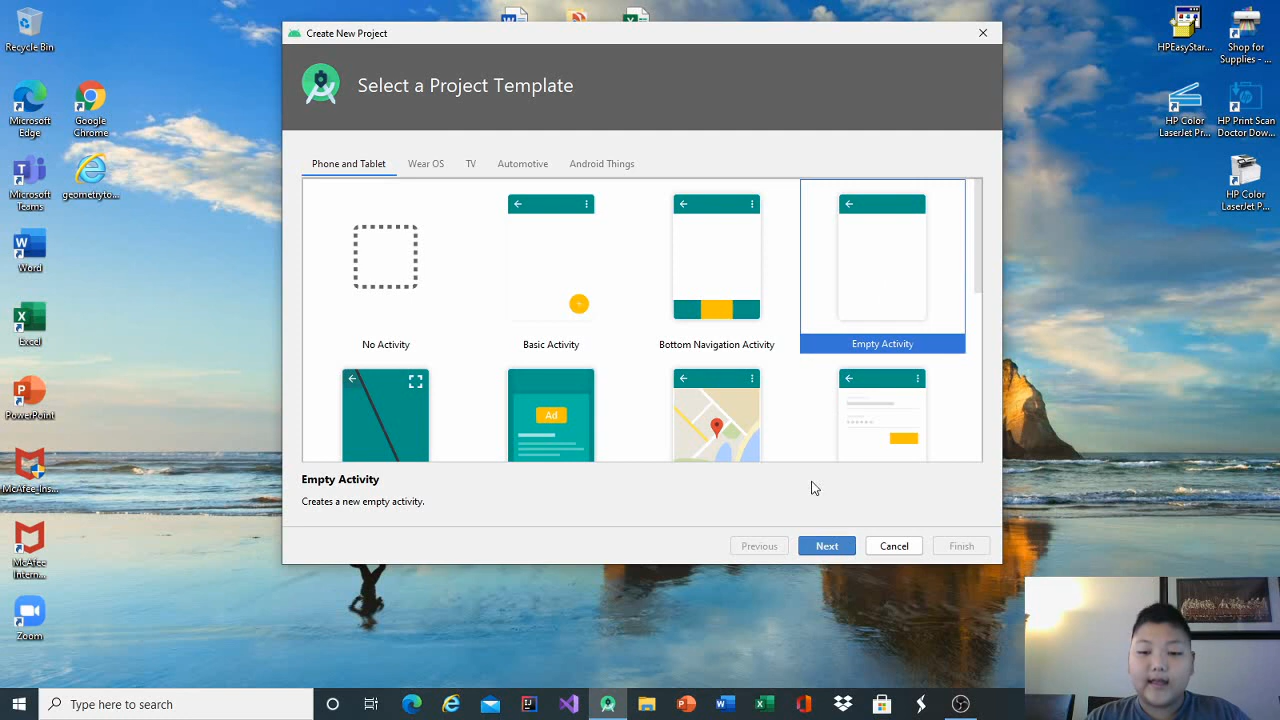 Create New Project
Select a Project Template
Phone and Tablet
Wear OS
TV
Automotive
Android Things
No Activity
Basic Activity
Bottom Navigation Activity
Empty Activity
Ad
Empty Activity
Creates a new empty activity.
Previous
Next
Cancel
Finish
Recycle Bin
Microsoft
Edge
Google
Chrome
Microsoft
Teams
geometryto...
Word
Excel
PowerPoint
McAfee-Ins...
McAfee
Intern...
Zoom
HPEasyStar...
Shop for
Supplies - ...
HP Color
LaserJet Pr...
HP Print Scan
Doctor Dow...
HP Color
LaserJet P...
Type here to search